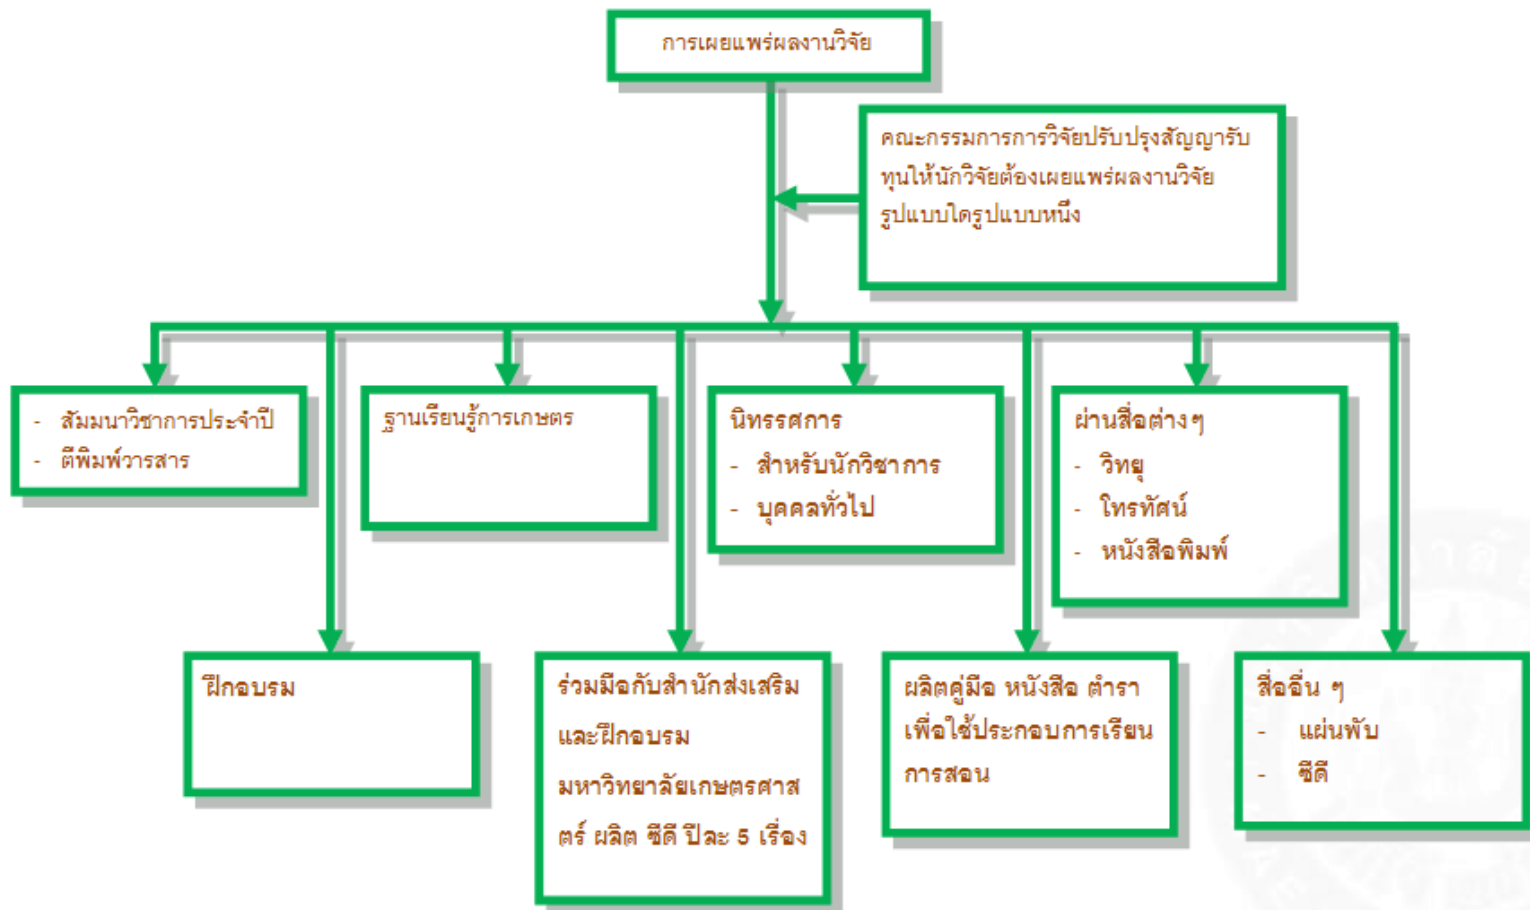 การเผยแพร่ผลงานวิจัย
คณะกรรมการการวิจัยปรับปรุงสัญญารับ
ทุนให้นักวิจัยต้องเผยแพร่ผลงานวิจัย
รูปแบบใดรูปแบบหนึ่ง
- สัมมนาวิชาการประจำปี
- ตีพิมพ์วารสาร
ฐานเรียนรู้การเกษตร
นิทรรศการ
- สำหรับนักวิชาการ
- บุคคลทั่วไป
ผ่านสื่อต่างๆ
- วิทยุ
- โทรทัศน์
- หนังสือพิมพ์
ฝึกอบรม
ร่วมมือกับสำนักส่งเสริม
และฝึกอบรม
มหาวิทยาลัยเกษตรศาส
ตร์ ผลิต ซีดี ปีละ 5 เรื่อง
ผลิตคู่มือ หนังสือ ตำรา
เพื่อใช้ประกอบการเรียน
การสอน
สื่ออื่น ๆ
- แผ่นพับ
- ซีดี